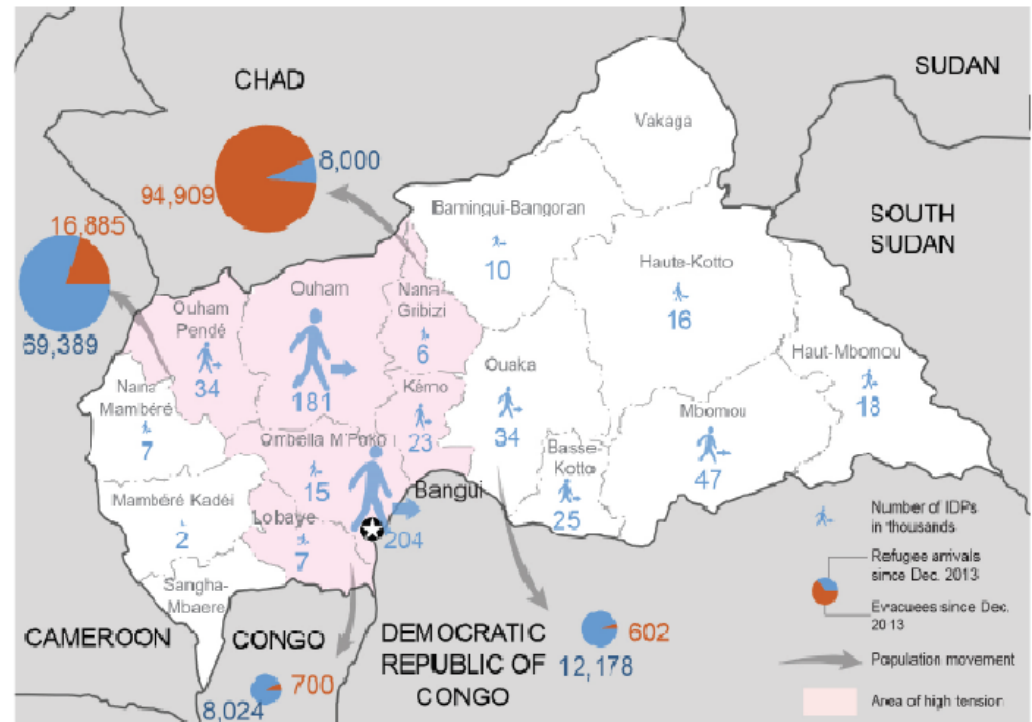 SUDAN
CHAD
Vakaga
8,000
94,909
16,885
Bamingui-Bangoran
SOUTH
SUDAN
10
Haute-Kotto
Ouham
Nana
Gribizi
16
Ouham
Pendé
69,389
6
Ouaka
Haut-Mbomou
34
181
Kémo
Mbomou
18
Nana
Mambéré
23
34
Ombella M'Poko
Basse-
Kotto
47
7
15
Bangui
Mambéré Kadéi
25
Number of IDPs
in thousands
Lobaye
2
7
204
Refugee arrivals
since Dec. 2013
Sangha-
Mbaere
Evacuees since Dec.
2013
CAMEROON
CONGO
DEMOCRATIC
REPUBLIC OF
CONGO
602
12,178
Population movement
700
8,024
Area of high tension